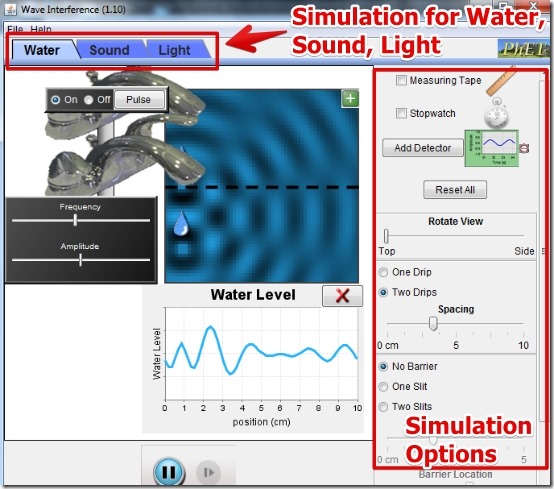 Wave Interference (1.10)
File Help
Simulation for Water,
Sound, Light
Water Sound Light
PhET
On Off Pulse
Measuring Tape
Stopwatch
Add Detector
Reset All
Frequency
Amplitude
Rotate View
Top Side
One Drip
Two Drips
Spacing
0 cm 5 10
Water Level
Water Level
0 1 2 3 4 5 6 7 8 9 10
position (cm)
No Barrier
One Slit
Two Slits
0 cm 5 10
Barrier Location
Simulation
Options